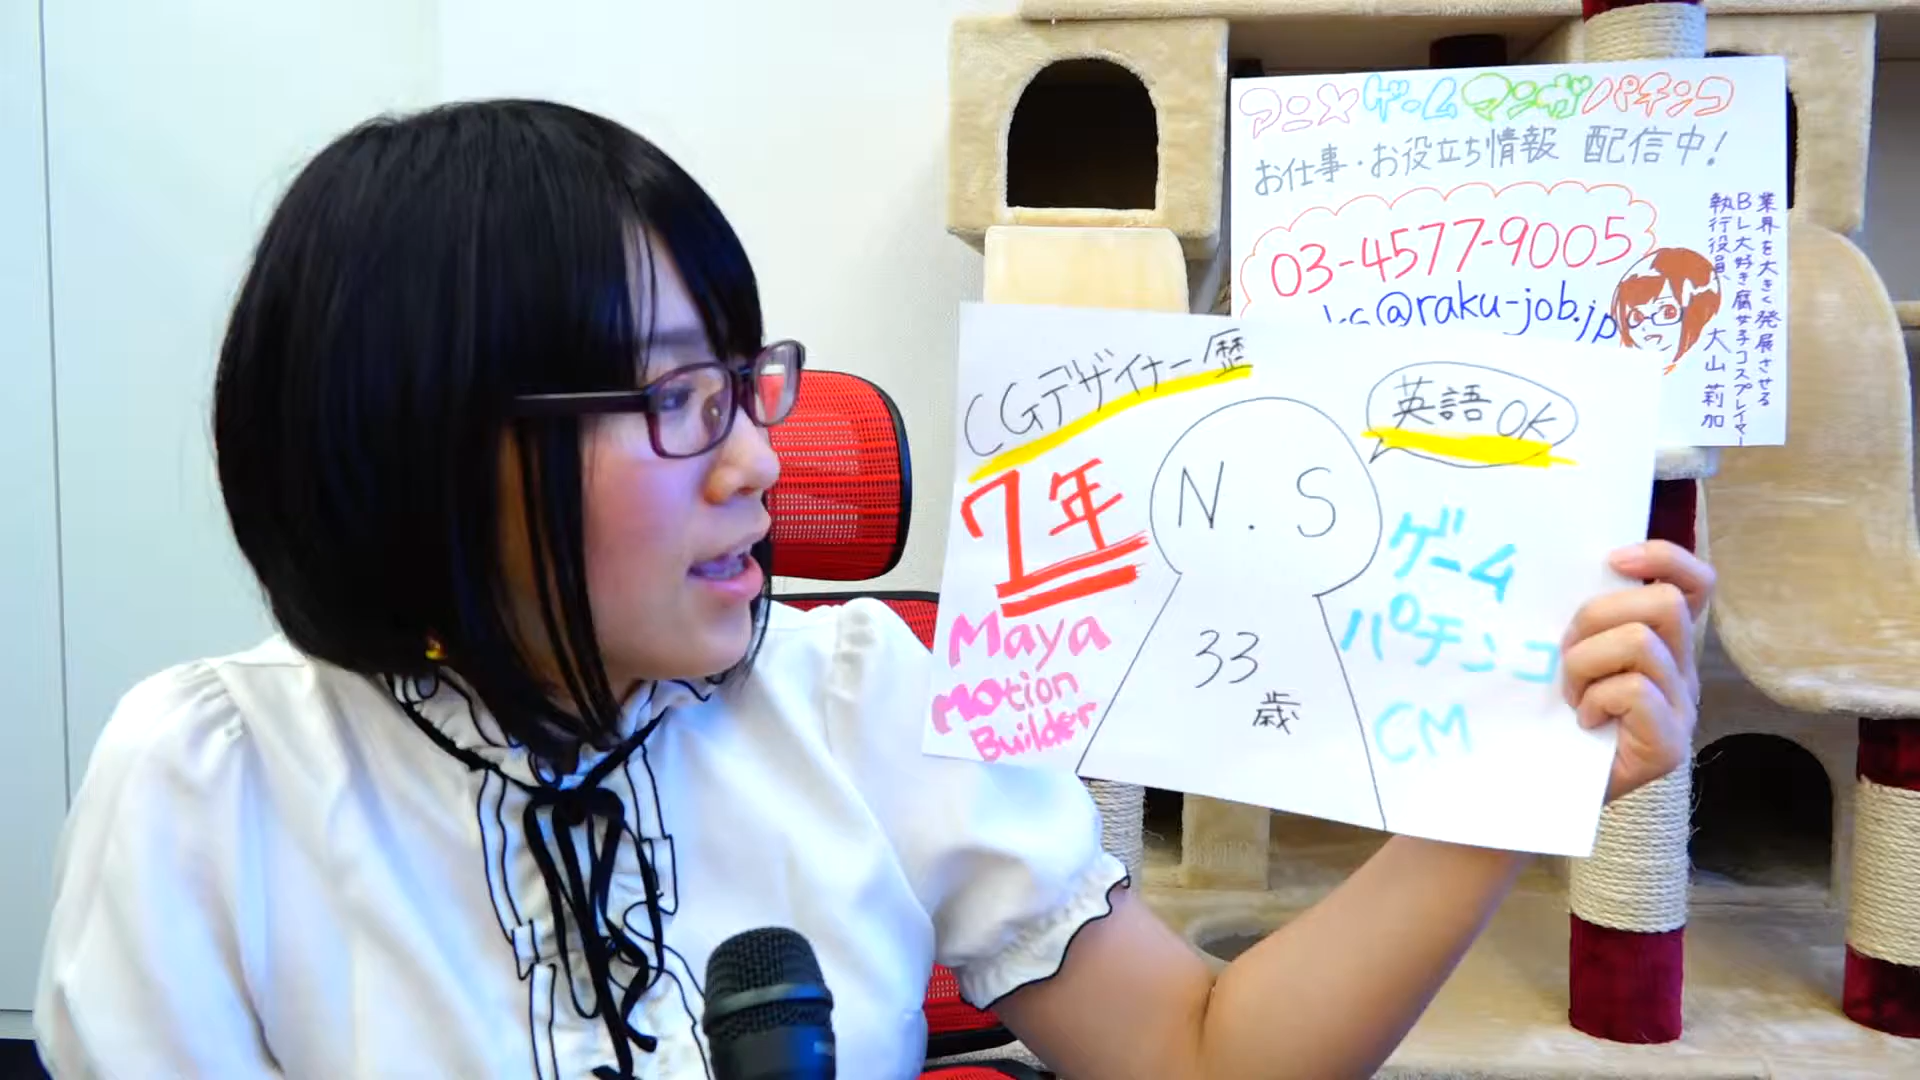 アニメ ゲーム マンガ パチンコ
お仕事・お役立ち情報 配信中!
03-4577-9005
@raku-job.jp
業界を大きく発展させる
BL大好き腐女子コスプレイヤー
執行役員 大山 莉加
CGデザイナー歴
7年
Maya
Motion
Builder
N.S
33
歳
英語OK
ゲーム
パチンコ
CM